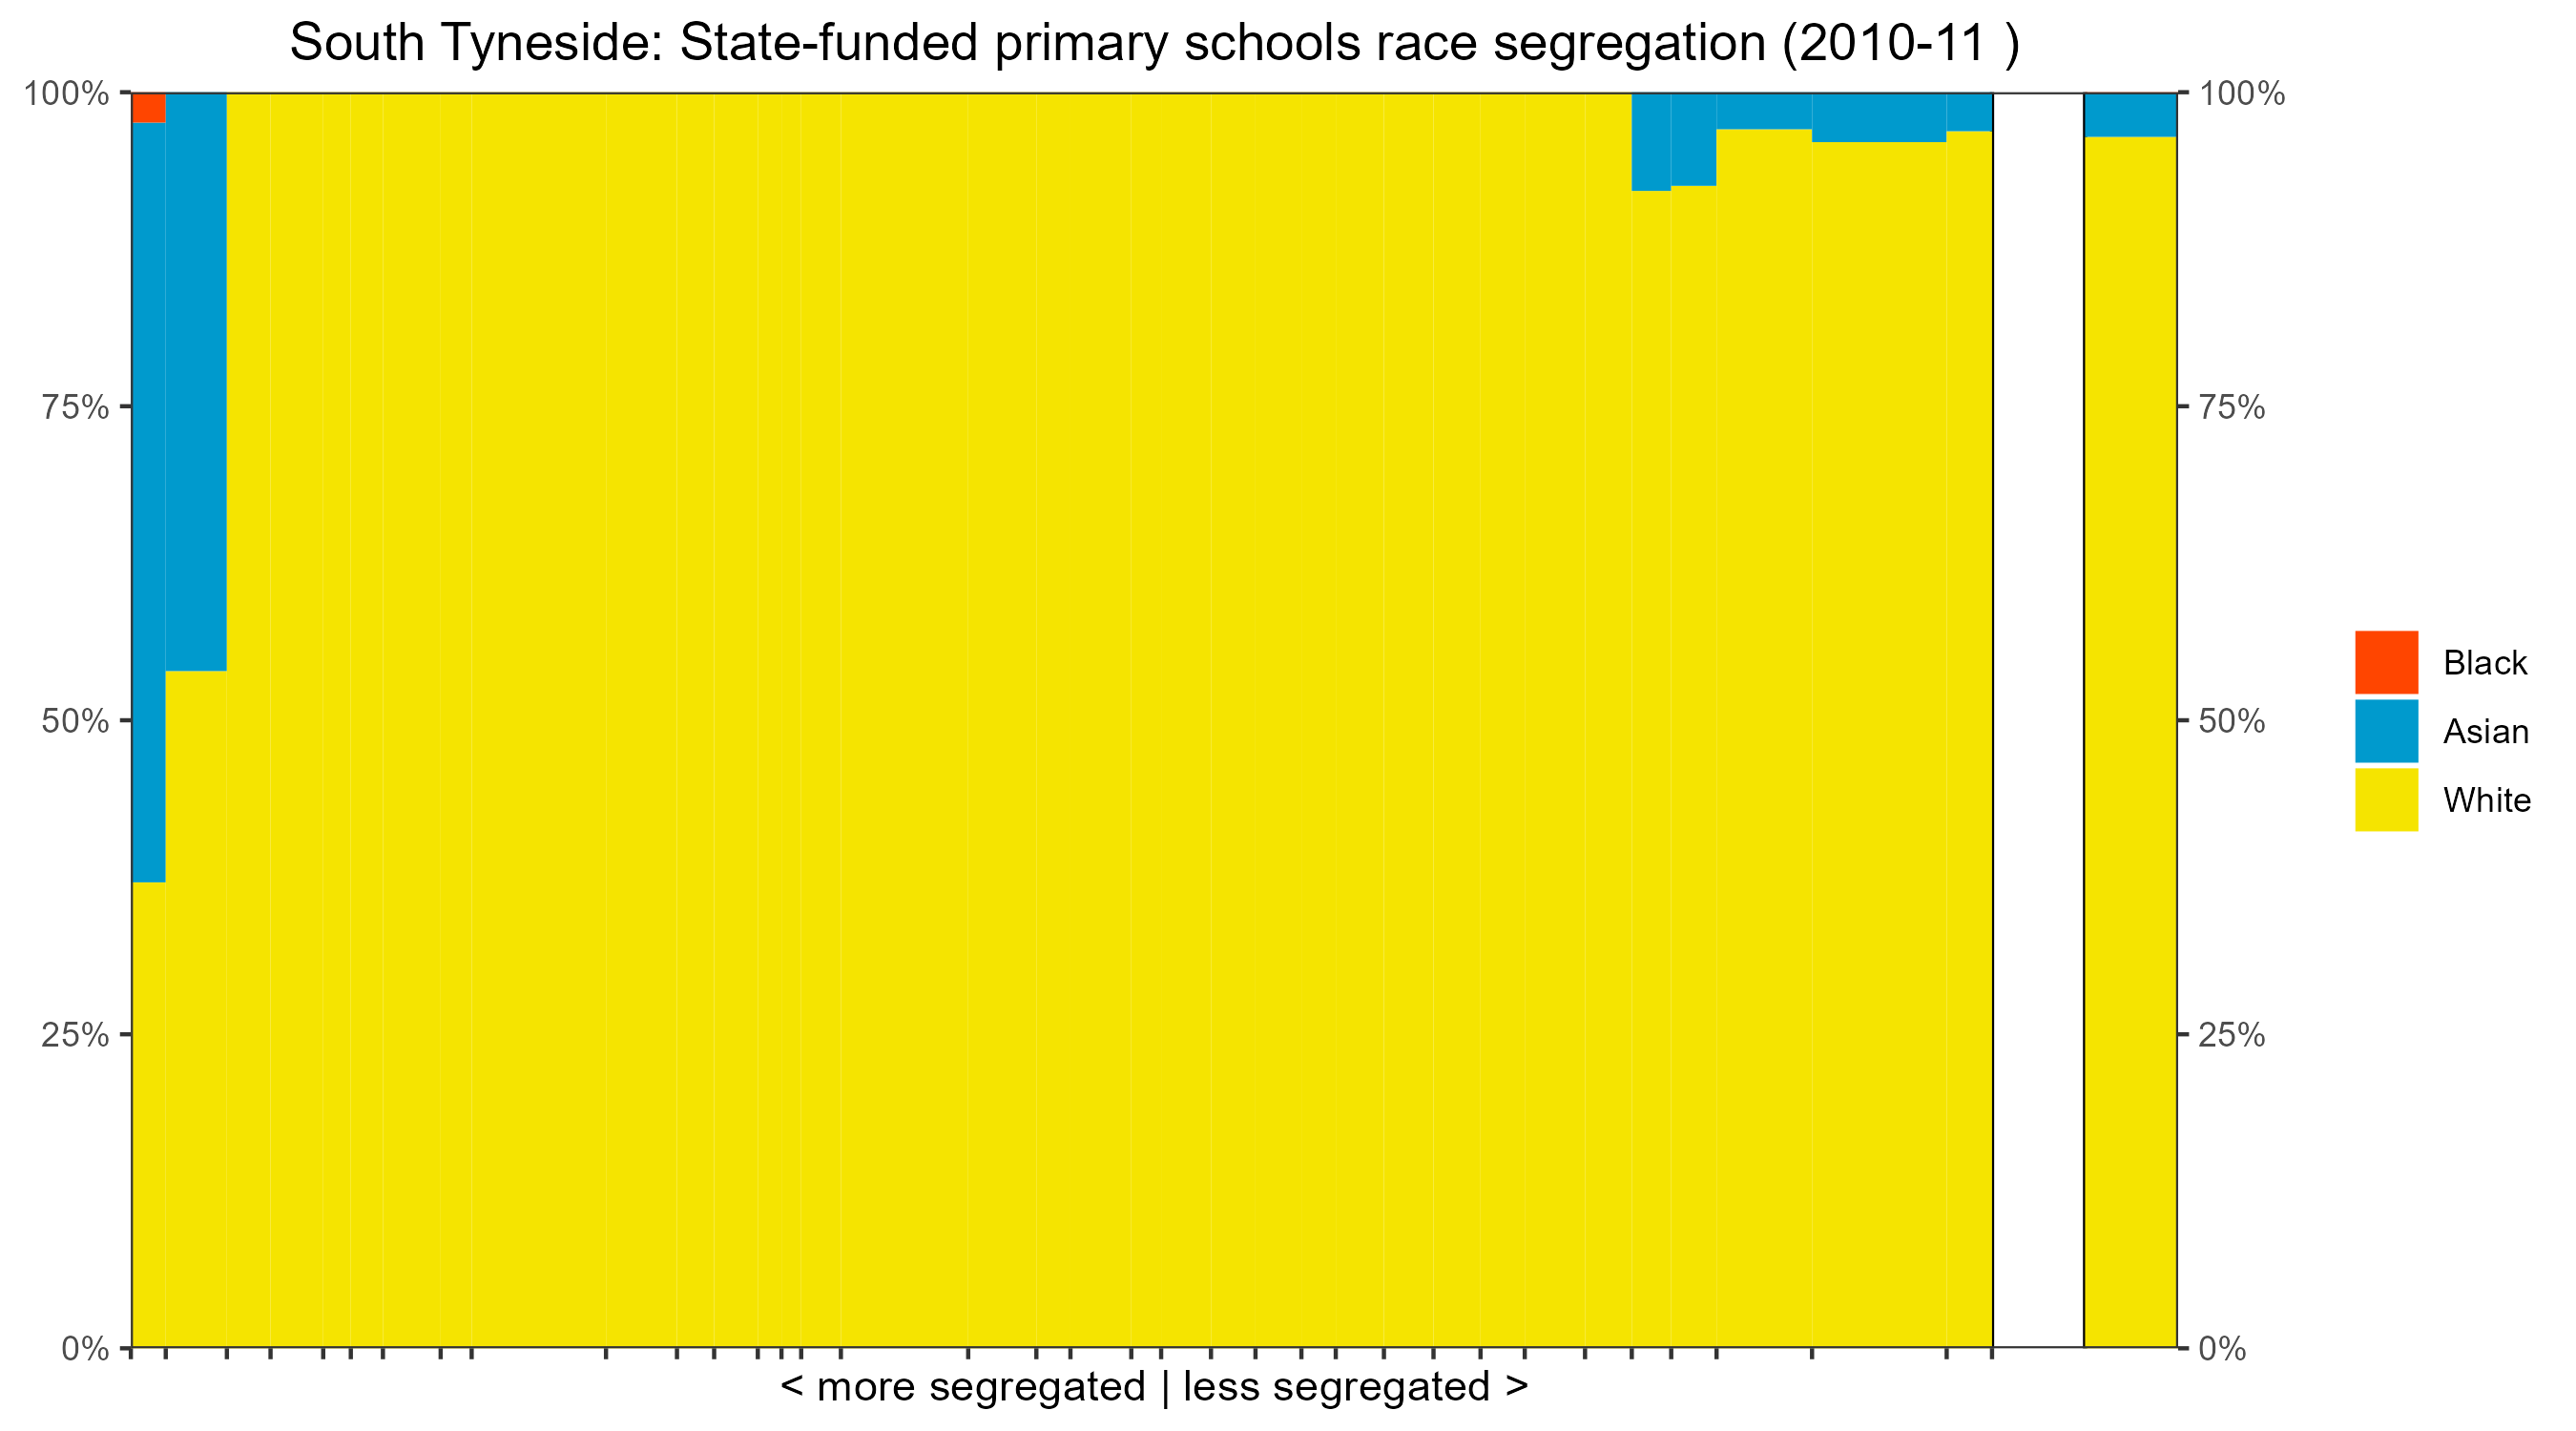 South Tyneside: State-funded primary schools race segregation (2010-11 )
100%
75%
50%
25%
0%
100%
75%
50%
25%
0%
Black
Asian
White
< more segregated | less segregated >